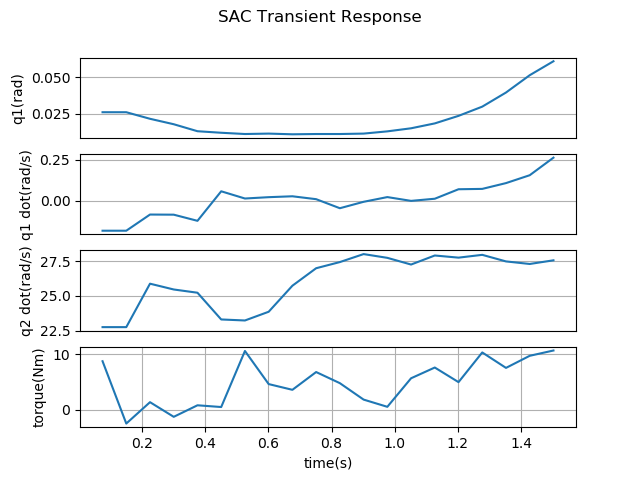 SAC Transient Response
q1(rad)
0.050
0.025
q1 dot(rad/s)
0.25
0.00
q2 dot(rad/s)
27.5
25.0
22.5
torque(Nm)
10
0
0.2 0.4 0.6 0.8 1.0 1.2 1.4
time(s)